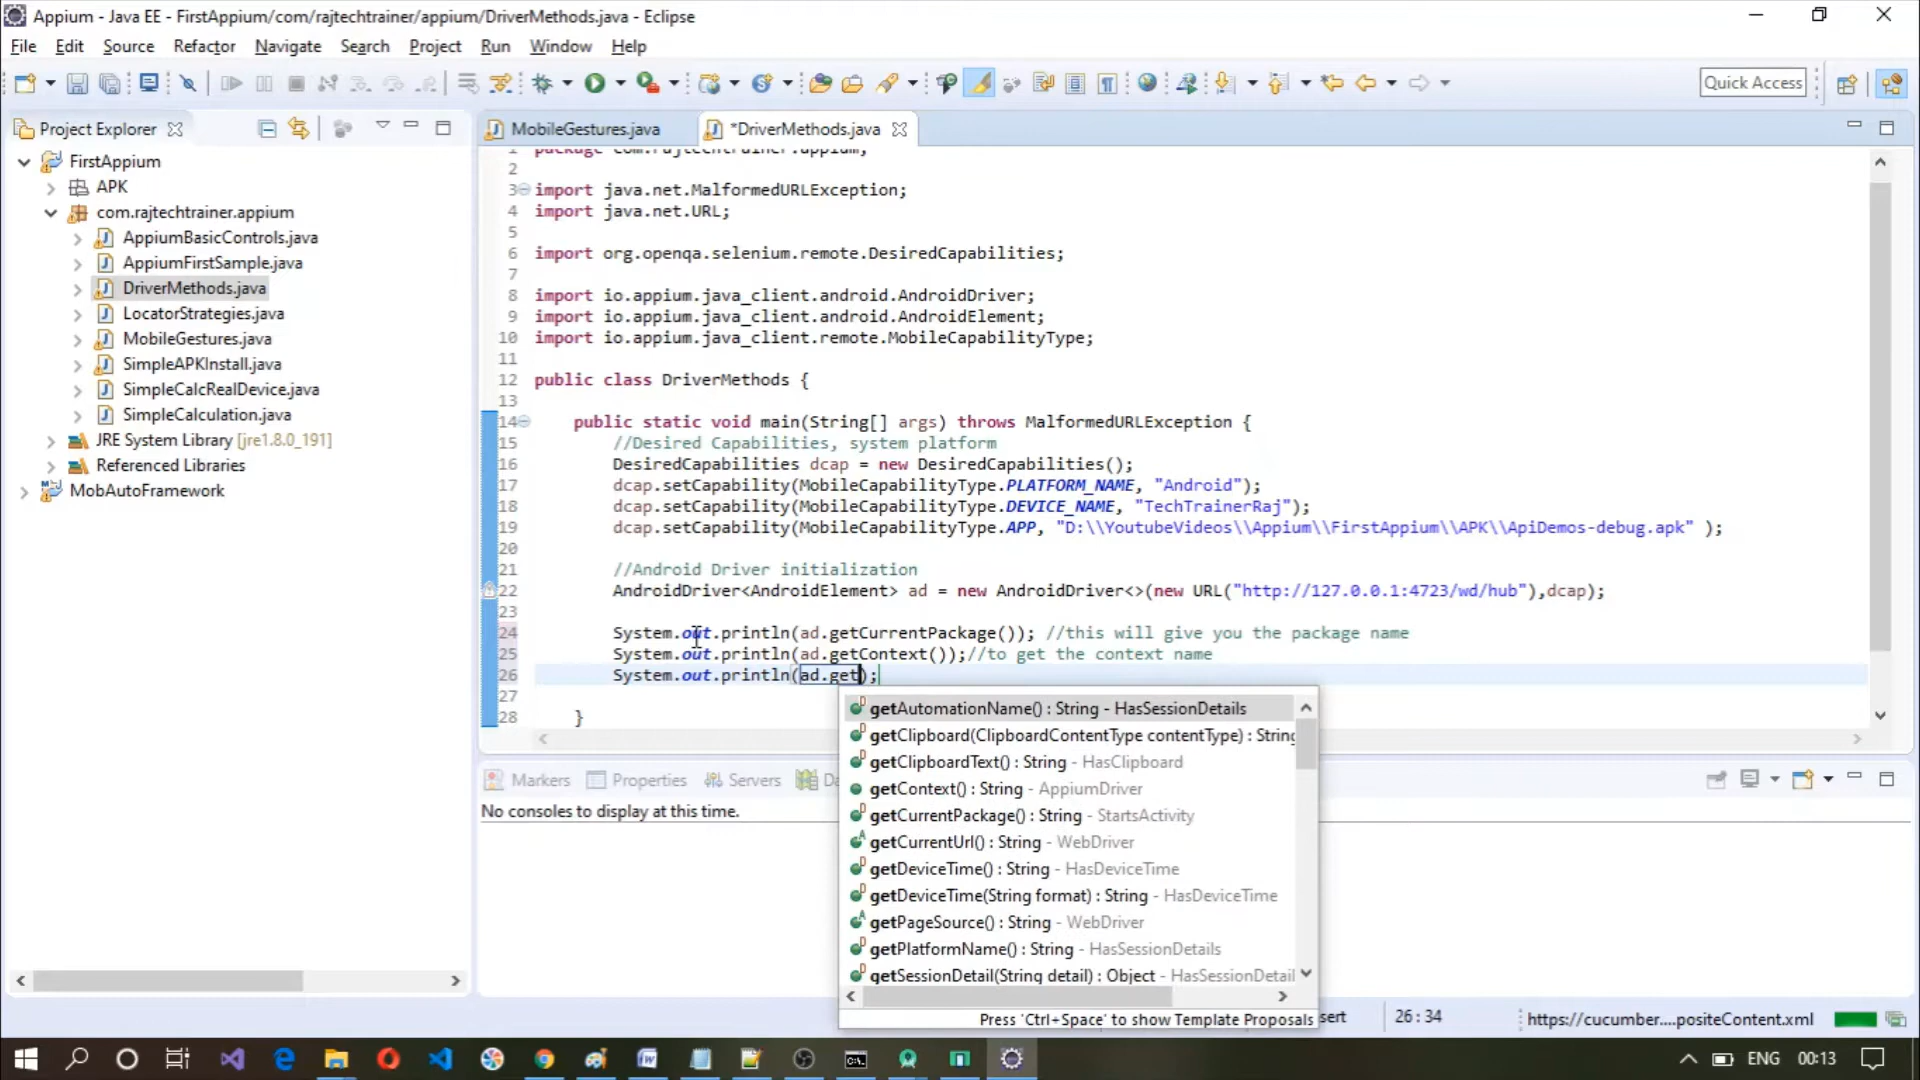 Appium - Java EE - FirstAppium/com/rajtechtrainer/appium/DriverMethods.java - Eclipse
File Edit Source Refactor Navigate Search Project Run Window Help
Quick Access
Project Explorer
MobileGestures.java
*DriverMethods.java
FirstAppium
APK
com.rajtechtrainer.appium
AppiumBasicControls.java
AppiumFirstSample.java
DriverMethods.java
LocatorStrategies.java
MobileGestures.java
SimpleAPKInstall.java
SimpleCalcRealDevice.java
SimpleCalculation.java
JRE System Library [jre1.8.0_191]
Referenced Libraries
MobAutoFramework
1 package com.rajtechtrainer.appium;
2
3 import java.net.MalformedURLException;
4 import java.net.URL;
5
6 import org.openqa.selenium.remote.DesiredCapabilities;
7
8 import io.appium.java_client.android.AndroidDriver;
9 import io.appium.java_client.android.AndroidElement;
10 import io.appium.java_client.remote.MobileCapabilityType;
11
12 public class DriverMethods {
13
14 public static void main(String[] args) throws MalformedURLException {
15 //Desired Capabilities, system platform
16 DesiredCapabilities dcap = new DesiredCapabilities();
17 dcap.setCapability(MobileCapabilityType.PLATFORM_NAME, "Android");
18 dcap.setCapability(MobileCapabilityType.DEVICE_NAME, "TechTrainerRaj");
19 dcap.setCapability(MobileCapabilityType.APP, "D:\\YoutubeVideos\\Appium\\FirstAppium\\APK\\ApiDemos-debug.apk" );
20
21 //Android Driver initialization
22 AndroidDriver<AndroidElement> ad = new AndroidDriver<>(new URL("http://127.0.0.1:4723/wd/hub"),dcap);
23
24 System.out.println(ad.getCurrentPackage()); //this will give you the package name
25 System.out.println(ad.getContext());//to get the context name
26 System.out.println(ad.get);
27
28 }
getAutomationName() : String - HasSessionDetails
getClipboard(ClipboardContentType contentType) : String
getClipboardText() : String - HasClipboard
getContext() : String - AppiumDriver
getCurrentPackage() : String - StartsActivity
getCurrentUrl() : String - WebDriver
getDeviceTime() : String - HasDeviceTime
getDeviceTime(String format) : String - HasDeviceTime
getPageSource() : String - WebDriver
getPlatformName() : String - HasSessionDetails
getSessionDetail(String detail) : Object - HasSessionDetail
Press 'Ctrl+Space' to show Template Proposals
Markers Properties Servers Da
No consoles to display at this time.
sert
26 : 34
https://cucumber....positeContent.xml
ENG 00:13